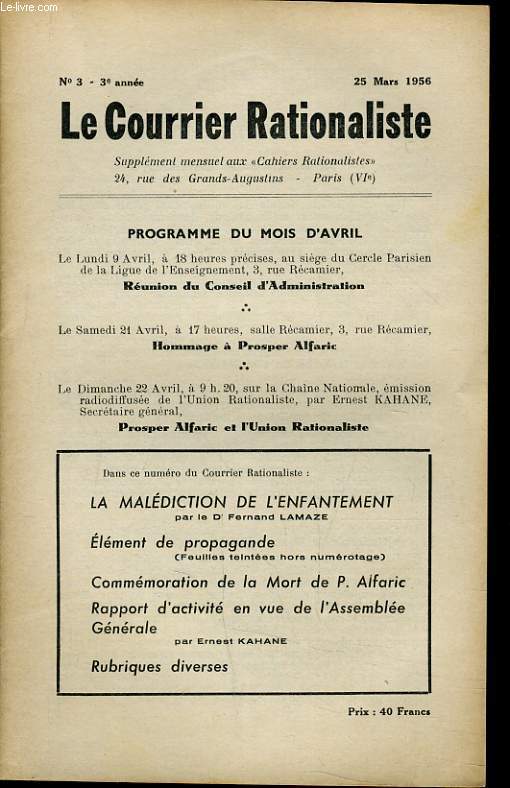 Le-livre.com
Nº 3 - 3e année 25 Mars 1956
Le Courrier Rationaliste
Supplément mensuel aux «Cahiers Rationalistes»
24, rue des Grands-Augustins - Paris (VIe)
PROGRAMME DU MOIS D'AVRIL
Le Lundi 9 Avril, à 18 heures précises, au siège du Cercle Parisien
de la Ligue de l'Enseignement, 3, rue Récamier,
Réunion du Conseil d'Administration
Le Samedi 21 Avril, à 17 heures, salle Récamier, 3, rue Récamier,
Hommage à Prosper Alfaric
Le Dimanche 22 Avril, à 9 h. 20, sur la Chaîne Nationale, émission
radiodiffusée de l'Union Rationaliste, par Ernest KAHANE,
Secrétaire général,
Prosper Alfaric et l'Union Rationaliste
Dans ce numéro du Courrier Rationaliste :
LA MALÉDICTION DE L'ENFANTEMENT
par le Dr Fernand LAMAZE
Élément de propagande
(Feuilles teintées hors numérotage)
Commémoration de la Mort de P. Alfaric
Rapport d'activité en vue de l'Assemblée
Générale
par Ernest KAHANE
Rubriques diverses
Prix : 40 Francs